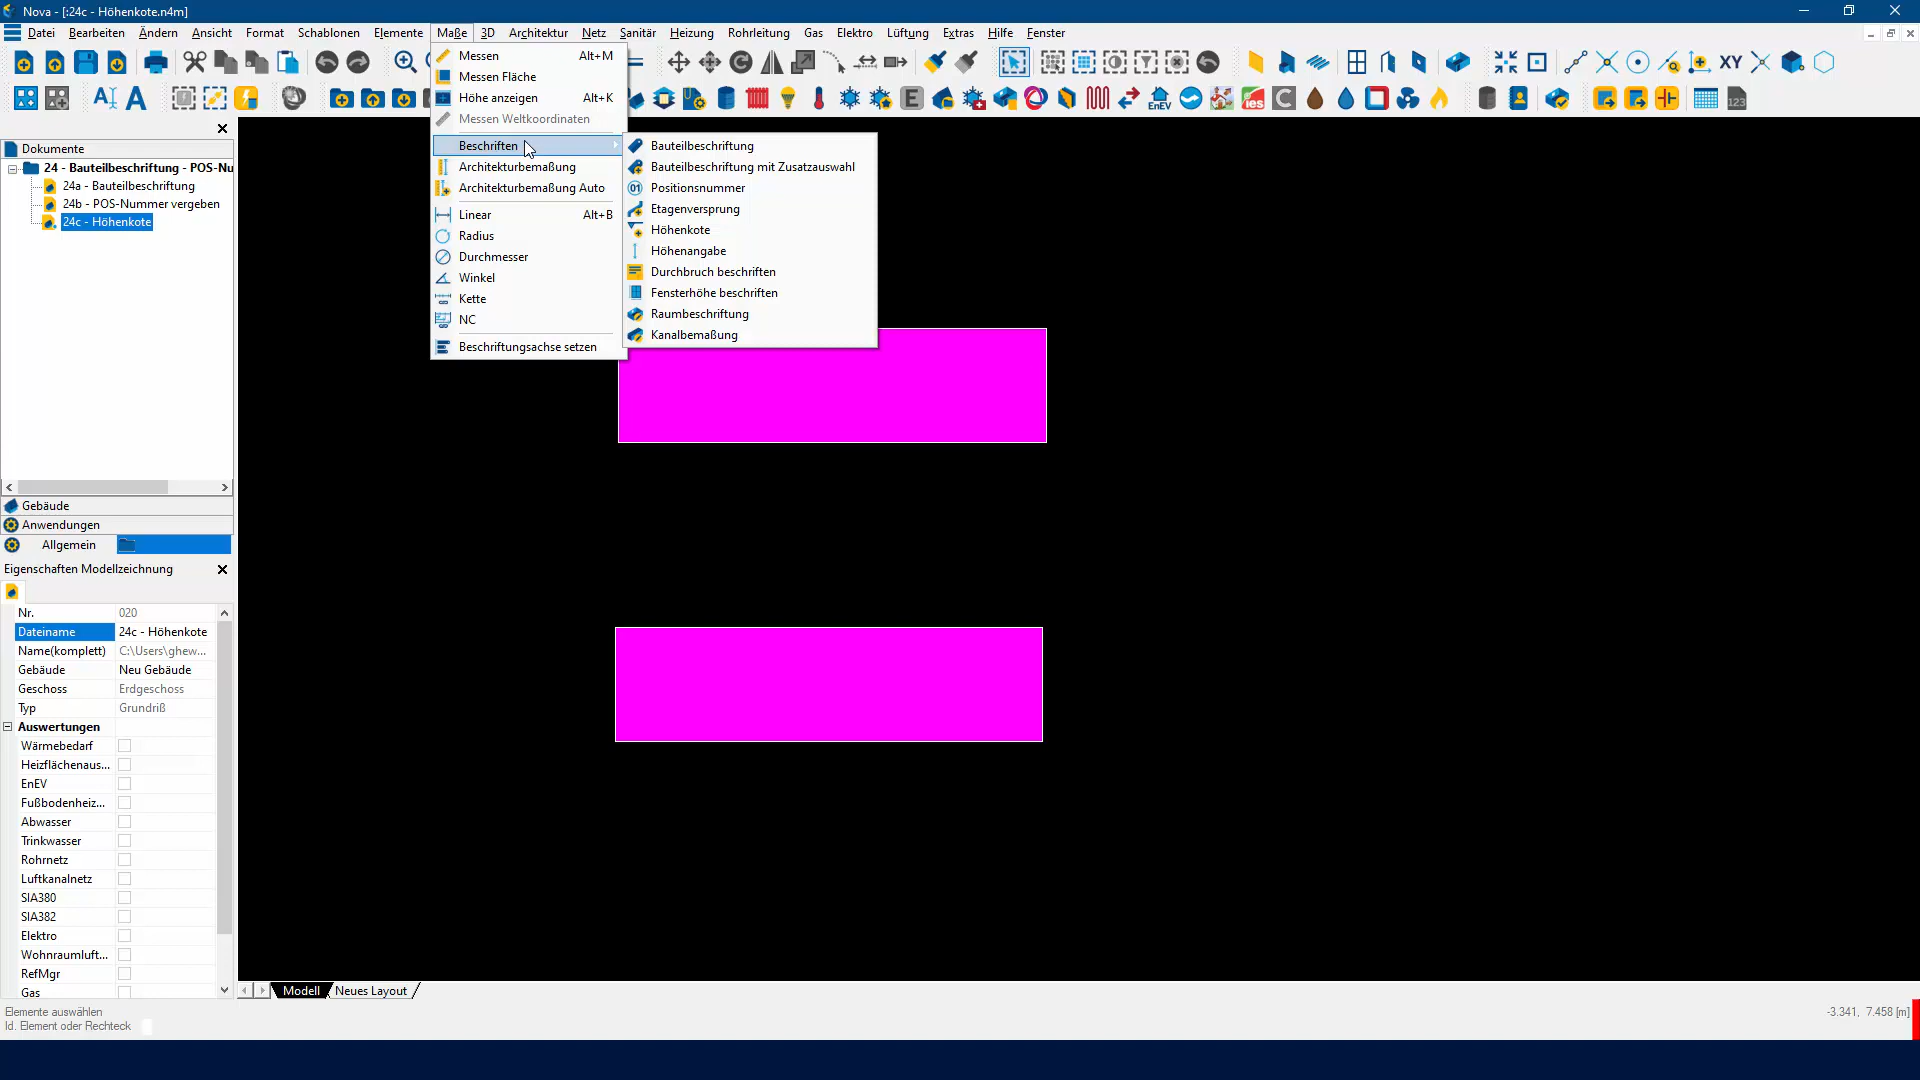 Nova - [:24c - Höhenkote.n4m]
Datei Bearbeiten Ändern Ansicht Format Schablonen Elemente Maße 3D Architektur Netz Sanitär Heizung Rohrleitung Gas Elektro Lüftung Extras Hilfe Fenster
XY
E EnEV ies C 123
Messen Alt+M
Messen Fläche
Höhe anzeigen Alt+K
Messen Weltkoordinaten
Beschriften
Architekturbemaßung
Architekturbemaßung Auto
Linear Alt+B
Radius
Durchmesser
Winkel
Kette
NC
Beschriftungsachse setzen
Bauteilbeschriftung
Bauteilbeschriftung mit Zusatzauswahl
01 Positionsnummer
Etagenversprung
Höhenkote
Höhenangabe
Durchbruch beschriften
Fensterhöhe beschriften
Raumbeschriftung
Kanalbemaßung
Dokumente
24 - Bauteilbeschriftung - POS-Nu
24a - Bauteilbeschriftung
24b - POS-Nummer vergeben
24c - Höhenkote
Gebäude
Anwendungen
Allgemein
Eigenschaften Modellzeichnung
Nr. 020
Dateiname 24c - Höhenkote
Name(komplett) C:\Users\ghew...
Gebäude Neu Gebäude
Geschoss Erdgeschoss
Typ Grundriß
Auswertungen
Wärmebedarf
Heizflächenaus...
EnEV
Fußbodenheiz...
Abwasser
Trinkwasser
Rohrnetz
Luftkanalnetz
SIA380
SIA382
Elektro
Wohnraumluft...
RefMgr
Gas
Modell Neues Layout
Elemente auswählen
Id. Element oder Rechteck
-3.341, 7.458 [m]